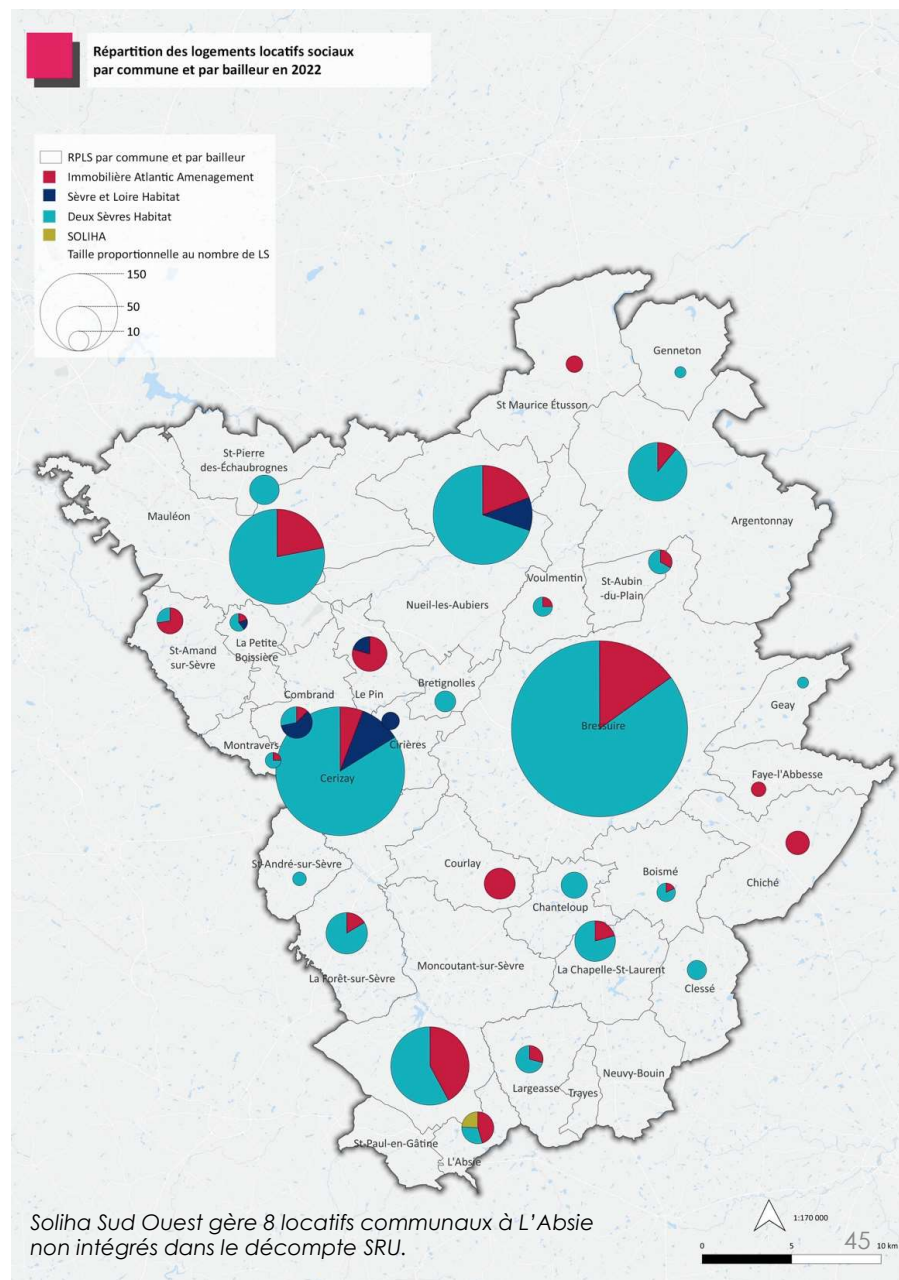 Répartition des logements locatifs sociaux
par commune et par bailleur en 2022
RPLS par commune et par bailleur
Immobilière Atlantic Amenagement
Sèvre et Loire Habitat
Deux Sèvres Habitat
SOLIHA
Taille proportionnelle au nombre de LS
150
50
10
Genneton
St Maurice Étusson
St-Pierre
des-Échaubrognes
Mauléon
Argentonnay
Nueil-les-Aubiers
Voulmentin
St-Aubin
-du-Plain
St-Amand
sur-Sèvre
La Petite
Boissière
Combrand
Le Pin
Bretignolles
Geay
Bressuire
Montravers
Cirières
Cerizay
Faye-l'Abbesse
St-André-sur-Sèvre
Courlay
Boismé
Chiché
Chanteloup
Moncoutant-sur-Sèvre
La Chapelle-St-Laurent
La Forêt-sur-Sèvre
Clessé
Neuvy-Bouin
Largeasse
Trayes
St-Paul-en-Gâtine
L'Absie
Soliha Sud Ouest gère 8 locatifs communaux à L'Absie
non intégrés dans le décompte SRU.
1:170 000
45
0 5 10 km